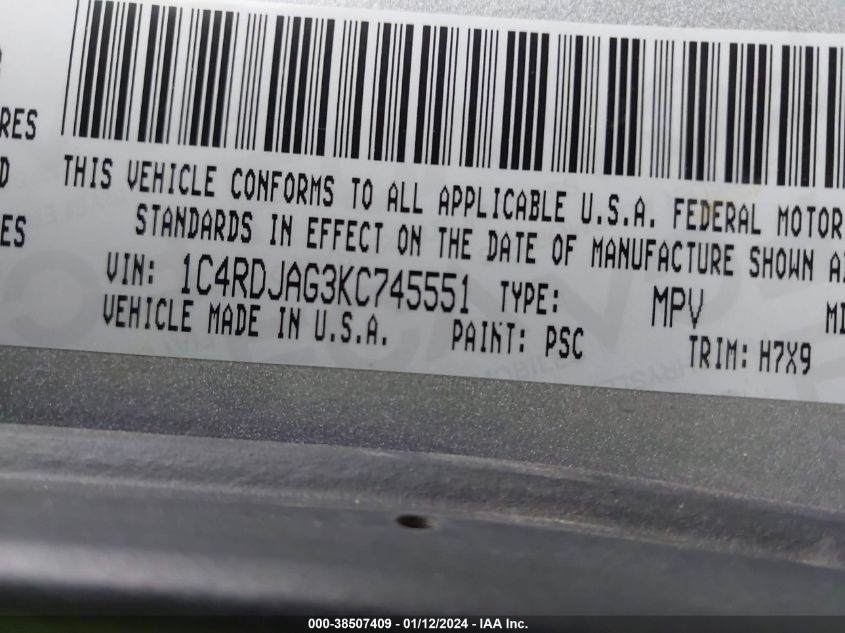 RES
D
ES
THIS VEHICLE CONFORMS TO ALL APPLICABLE U.S.A. FEDERAL MOTOR
STANDARDS IN EFFECT ON THE DATE OF MANUFACTURE SHOWN A
VIN: 1C4RDJAG3KC745551 TYPE: MPV
VEHICLE MADE IN U.S.A. PAINT: PSC TRIM: H7X9
000-38507409 - 01/12/2024 - IAA Inc.